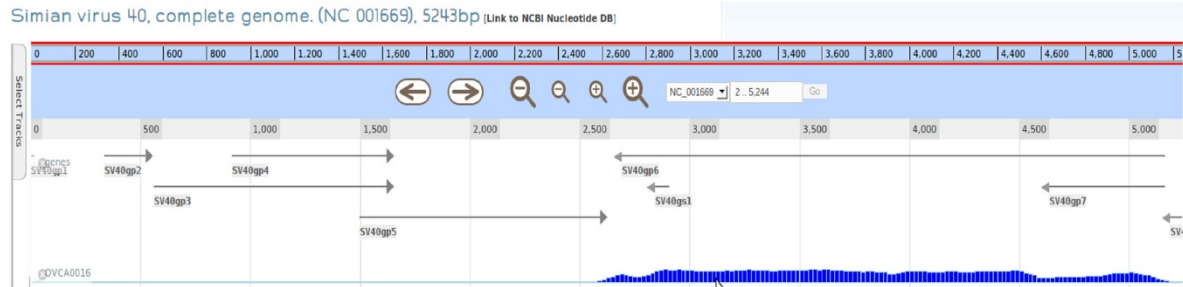 Simian virus 40, complete genome. (NC 001669), 5243bp [Link to NCBI Nucleotide DB]
0 200 400 600 800 1,000 1,200 1,400 1,600 1,800 2,000 2,200 2,400 2,600 2,800 3,000 3,200 3,400 3,600 3,800 4,000 4,200 4,400 4,600 4,800 5,000 5
Select Tracks
NC_001669 2 .. 5,244 Go
0 500 1,000 1,500 2,000 2,500 3,000 3,500 4,000 4,500 5,000
genes
SV40gp1 SV40gp2 SV40gp4 SV40gp6
SV40gp3 SV40gs1 SV40gp7
SV40gp5 SV4
OVCA0016